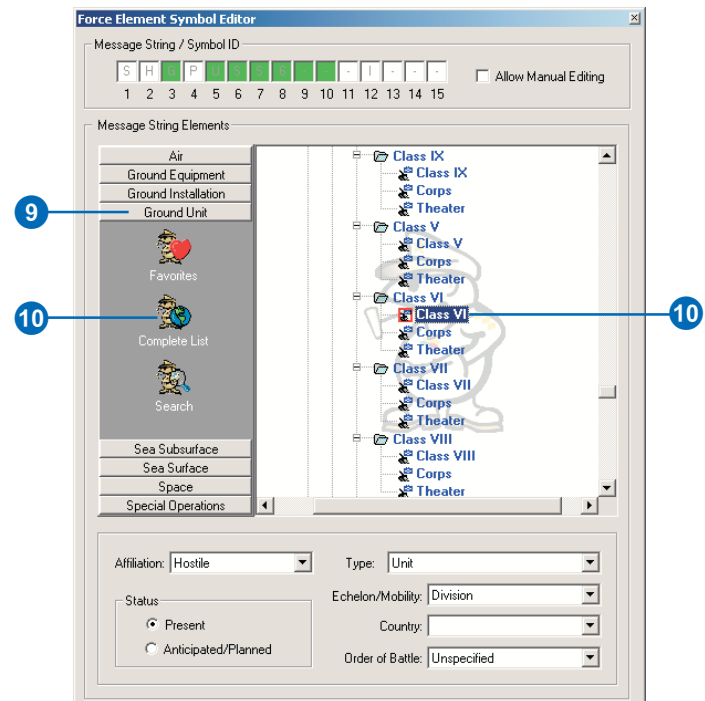 Force Element Symbol Editor
Message String / Symbol ID
S H G P U S S 6 - - I - - -
1 2 3 4 5 6 7 8 9 10 11 12 13 14 15
Allow Manual Editing
Message String Elements
Air
Ground Equipment
Ground Installation
9
Ground Unit
Favorites
10
Complete List
Search
Sea Subsurface
Sea Surface
Space
Special Operations
Class IX
Class IX
Corps
Theater
Class V
Class V
Corps
Theater
Class VI
Class VI
10
Corps
Theater
Class VII
Class VII
Corps
Theater
Class VIII
Class VIII
Corps
Theater
Affiliation: Hostile
Type: Unit
Status
Present
Anticipated/Planned
Echelon/Mobility: Division
Country:
Order of Battle: Unspecified